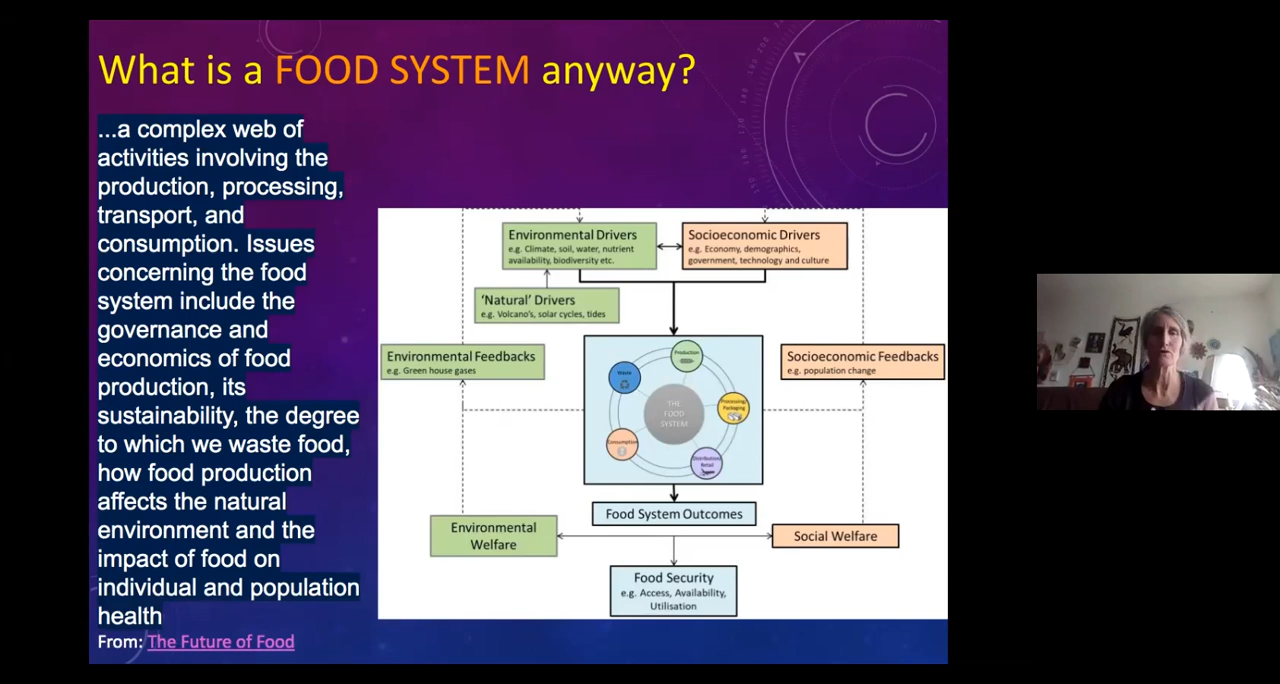 What is a FOOD SYSTEM anyway?
...a complex web of
activities involving the
production, processing,
transport, and
consumption. Issues
concerning the food
system include the
governance and
economics of food
production, its
sustainability, the degree
to which we waste food,
how food production
affects the natural
environment and the
impact of food on
individual and population
health
From: The Future of Food
Environmental Drivers
e.g. Climate, soil, water, nutrient
availability, biodiversity etc.
Socioeconomic Drivers
e.g. Economy, demographics,
government, technology and culture
‘Natural’ Drivers
e.g. Volcano's, solar cycles, tides
Environmental Feedbacks
e.g. Green house gases
Socioeconomic Feedbacks
e.g. population change
Production
Waste
Processing/
Packaging
THE
FOOD
SYSTEM
Consumption
Distribution/
Retail
Food System Outcomes
Environmental
Welfare
Social Welfare
Food Security
e.g. Access, Availability,
Utilisation